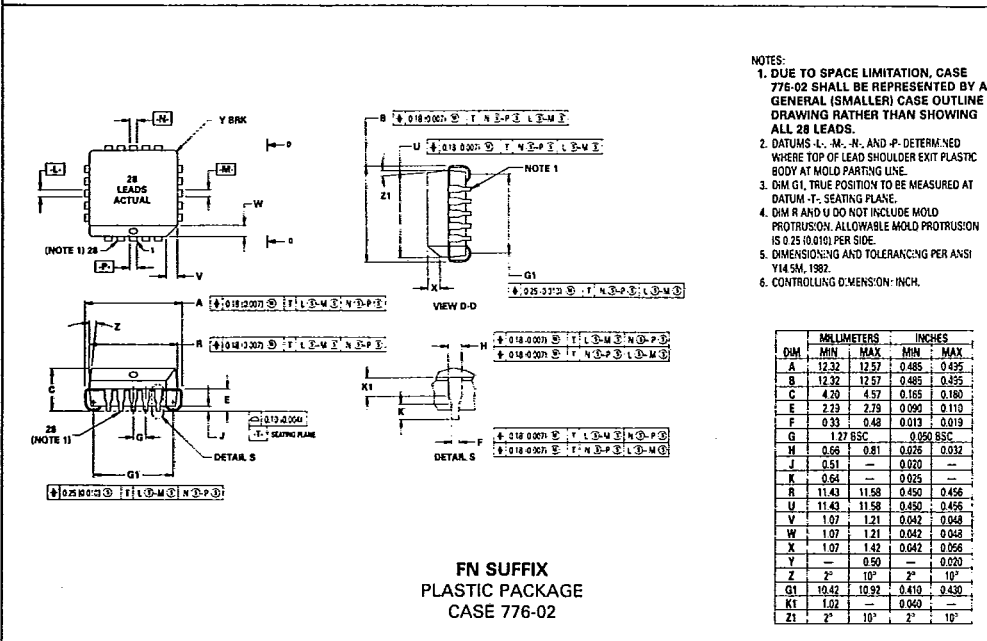 NOTES:
1. DUE TO SPACE LIMITATION, CASE
776-02 SHALL BE REPRESENTED BY A
GENERAL (SMALLER) CASE OUTLINE
DRAWING RATHER THAN SHOWING
ALL 28 LEADS.
2. DATUMS -L-, -M-, -N-, AND -P- DETERMINED
WHERE TOP OF LEAD SHOULDER EXIT PLASTIC
BODY AT MOLD PARTING LINE.
3. DIM G1, TRUE POSITION TO BE MEASURED AT
DATUM -T-, SEATING PLANE.
4. DIM R AND U DO NOT INCLUDE MOLD
PROTRUSION. ALLOWABLE MOLD PROTRUSION
IS 0.25 (0.010) PER SIDE.
5. DIMENSIONING AND TOLERANCING PER ANSI
Y14.5M, 1982.
6. CONTROLLING DIMENSION: INCH.
-N-
Y BRK
D
-L-
28
LEADS
ACTUAL
-M-
W
D
(NOTE 1) 28
1
-P-
V
B
U
NOTE 1
Z1
G1
X
VIEW D-D
A
Z
R
C
E
28
(NOTE 1)
G
J
-T- SEATING PLANE
DETAIL S
G1
H
K1
K
F
DETAIL S
MILLIMETERS INCHES
DIM MIN MAX MIN MAX
A 12.32 12.57 0.485 0.495
B 12.32 12.57 0.485 0.495
C 4.20 4.57 0.165 0.180
E 2.29 2.79 0.090 0.110
F 0.33 0.48 0.013 0.019
G 1.27 BSC 0.050 BSC
H 0.66 0.81 0.026 0.032
J 0.51 — 0.020 —
K 0.64 — 0.025 —
R 11.43 11.58 0.450 0.456
U 11.43 11.58 0.450 0.456
V 1.07 1.21 0.042 0.048
W 1.07 1.21 0.042 0.048
X 1.07 1.42 0.042 0.056
Y — 0.50 — 0.020
Z 2° 10° 2° 10°
G1 10.42 10.92 0.410 0.430
K1 1.02 — 0.040 —
Z1 2° 10° 2° 10°
FN SUFFIX
PLASTIC PACKAGE
CASE 776-02